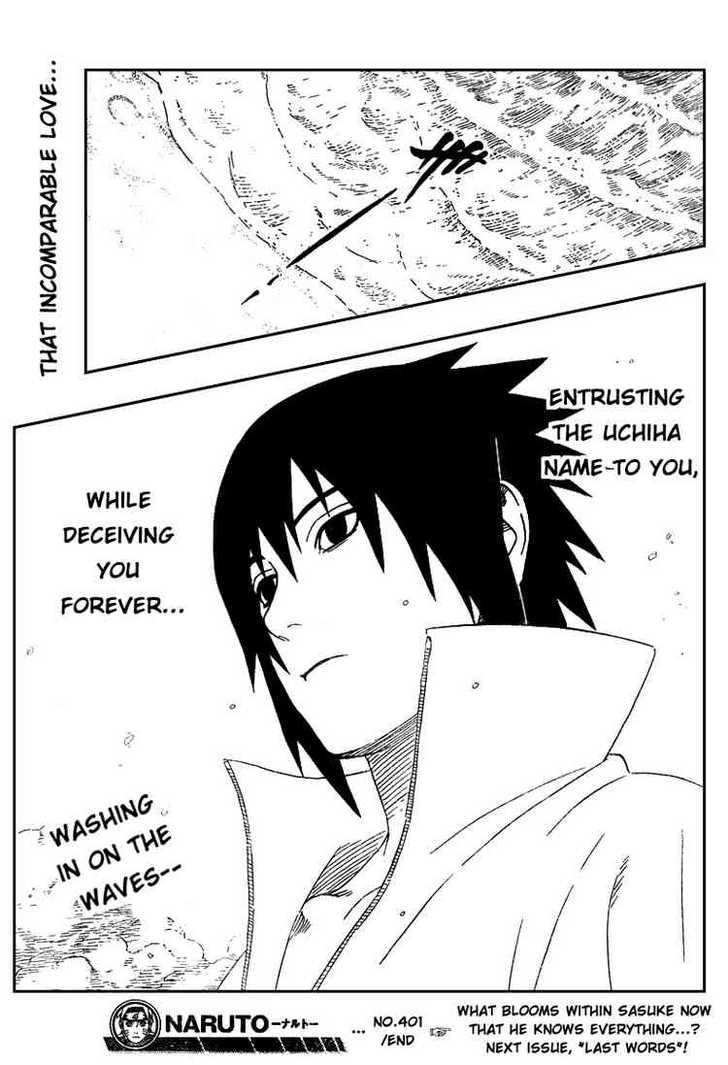 THAT INCOMPARABLE LOVE...
ENTRUSTING
THE UCHIHA
NAME TO YOU,
WHILE
DECEIVING
YOU
FOREVER...
WASHING
IN ON THE
WAVES--
NARUTO -ナルト-
... NO.401
/END
☞ WHAT BLOOMS WITHIN SASUKE NOW
THAT HE KNOWS EVERYTHING...?
NEXT ISSUE, "LAST WORDS"!